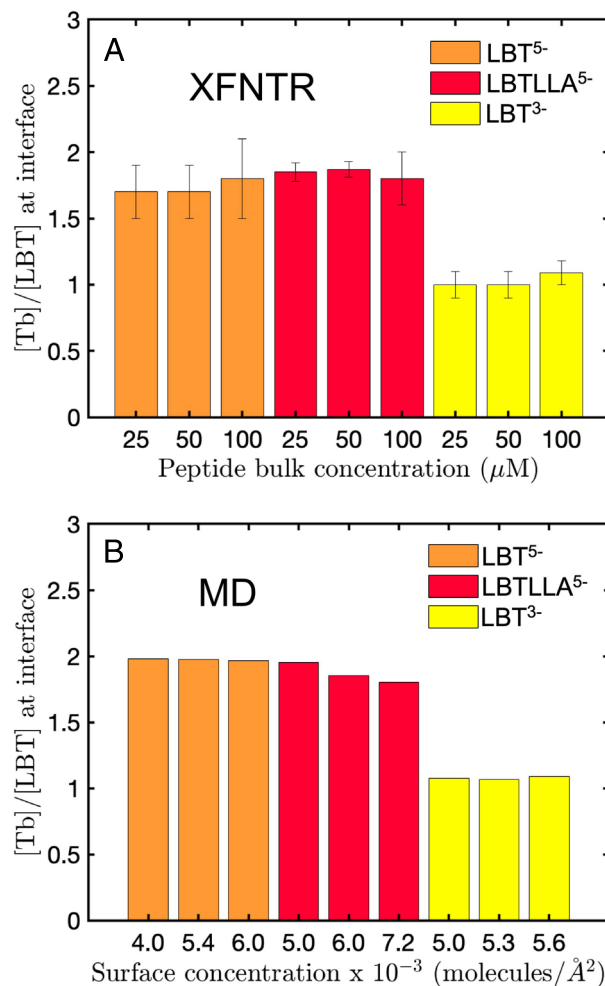 A
XFNTR
LBT⁵⁻
LBTLLA⁵⁻
LBT³⁻
[Tb]/[LBT] at interface
3
2.5
2
1.5
1
0.5
0
25 50 100 25 50 100 25 50 100
Peptide bulk concentration (μM)
B
MD
LBT⁵⁻
LBTLLA⁵⁻
LBT³⁻
[Tb]/[LBT] at interface
3
2.5
2
1.5
1
0.5
0
4.0 5.4 6.0 5.0 6.0 7.2 5.0 5.3 5.6
Surface concentration x 10⁻³ (molecules/Å²)